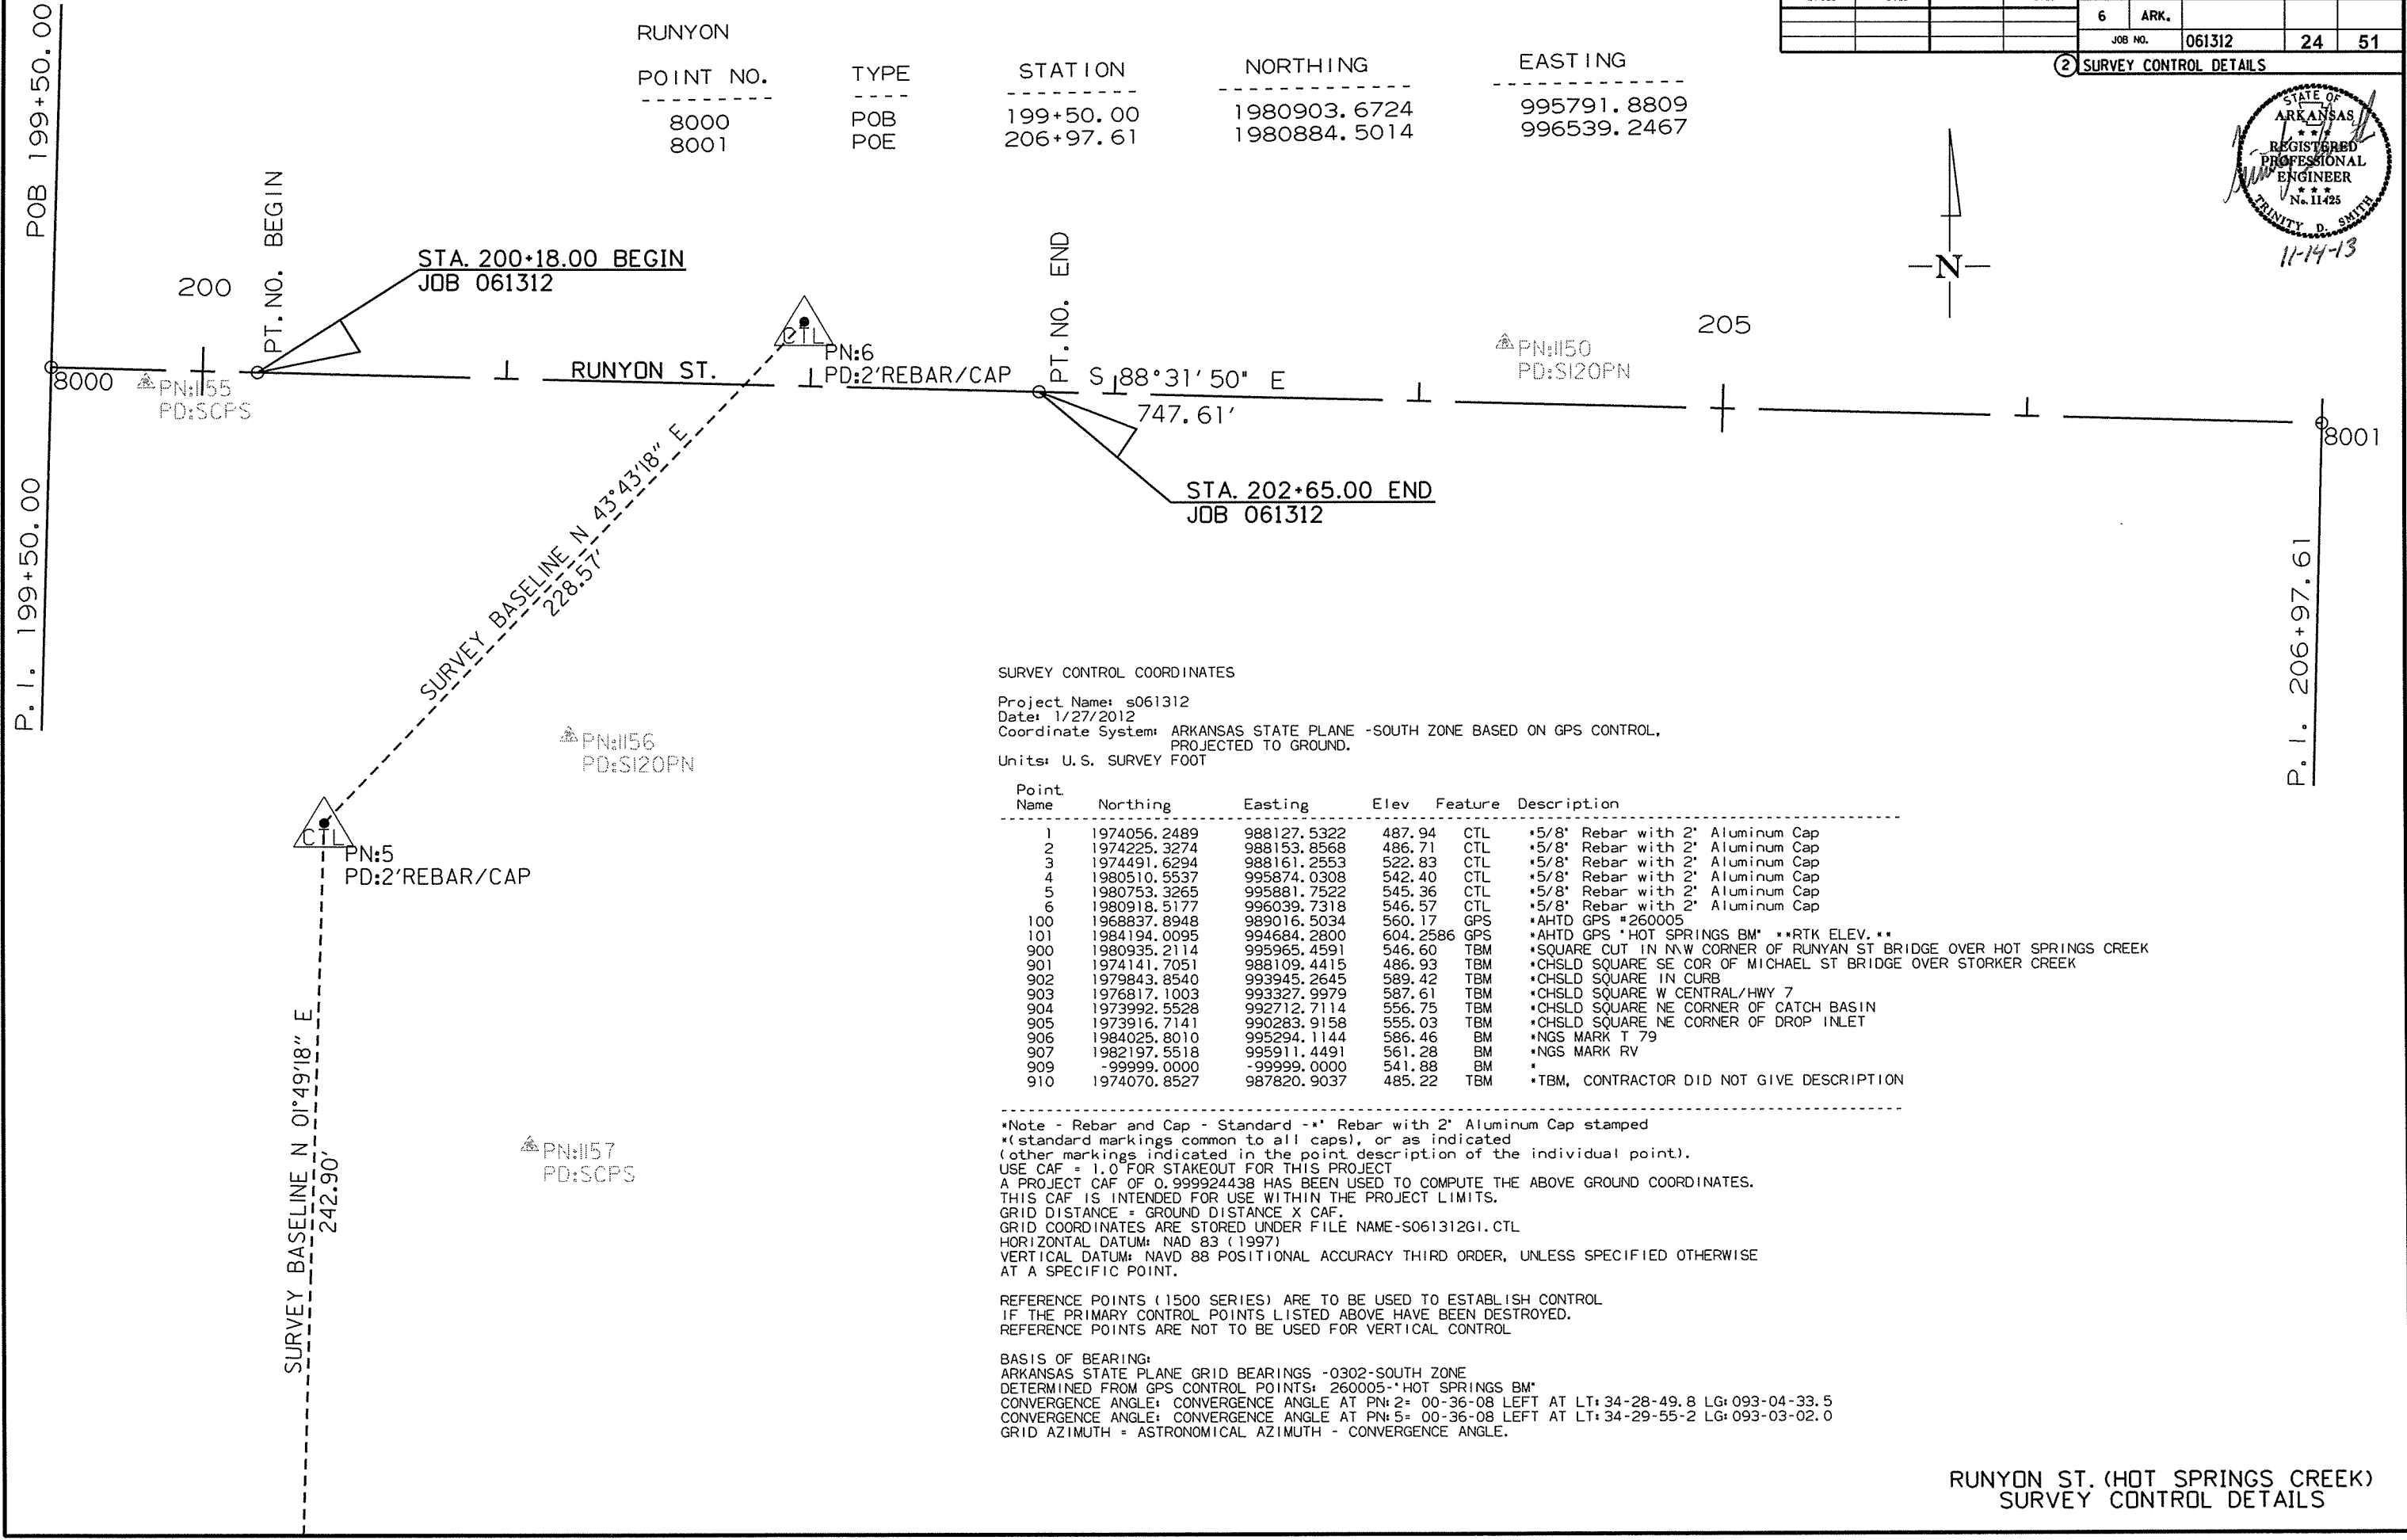 6 ARK.
JOB NO. 061312 24 51
2 SURVEY CONTROL DETAILS
STATE OF
ARKANSAS
★ ★ ★
REGISTERED
PROFESSIONAL
ENGINEER
★ ★ ★
No. 11425
TRINITY D. SMITH
11-14-13
RUNYON
POINT NO. TYPE STATION NORTHING EASTING
8000 POB 199+50.00 1980903.6724 995791.8809
8001 POE 206+97.61 1980884.5014 996539.2467
POB 199+50.00
P.I. 199+50.00
200
PT.NO. BEGIN
STA. 200+18.00 BEGIN
JOB 061312
8000
PN:1155
PD:SCPS
RUNYON ST.
CTL
PN:6
PD:2'REBAR/CAP
PT.NO. END
S 88°31'50" E
747.61'
STA. 202+65.00 END
JOB 061312
PN:1150
PD:S120PN
205
N
8001
P.I. 206+97.61
SURVEY BASELINE N 43°43'18" E
228.57'
PN:1156
PD:S120PN
CTL
PN:5
PD:2'REBAR/CAP
PN:1157
PD:SCPS
SURVEY BASELINE N 01°49'18" E
242.90'
SURVEY CONTROL COORDINATES
Project Name: s061312
Date: 1/27/2012
Coordinate System: ARKANSAS STATE PLANE -SOUTH ZONE BASED ON GPS CONTROL,
PROJECTED TO GROUND.
Units: U.S. SURVEY FOOT
Point
Name Northing Easting Elev Feature Description
1 1974056.2489 988127.5322 487.94 CTL *5/8" Rebar with 2" Aluminum Cap
2 1974225.3274 988153.8568 486.71 CTL *5/8" Rebar with 2" Aluminum Cap
3 1974491.6294 988161.2553 522.83 CTL *5/8" Rebar with 2" Aluminum Cap
4 1980510.5537 995874.0308 542.40 CTL *5/8" Rebar with 2" Aluminum Cap
5 1980753.3265 995881.7522 545.36 CTL *5/8" Rebar with 2" Aluminum Cap
6 1980918.5177 996039.7318 546.57 CTL *5/8" Rebar with 2" Aluminum Cap
100 1968837.8948 989016.5034 560.17 GPS *AHTD GPS #260005
101 1984194.0095 994684.2800 604.2586 GPS *AHTD GPS "HOT SPRINGS BM" **RTK ELEV.**
900 1980935.2114 995965.4591 546.60 TBM *SQUARE CUT IN N\W CORNER OF RUNYAN ST BRIDGE OVER HOT SPRINGS CREEK
901 1974141.7051 988109.4415 486.93 TBM *CHSLD SQUARE SE COR OF MICHAEL ST BRIDGE OVER STORKER CREEK
902 1979843.8540 993945.2645 589.42 TBM *CHSLD SQUARE IN CURB
903 1976817.1003 993327.9979 587.61 TBM *CHSLD SQUARE W CENTRAL/HWY 7
904 1973992.5528 992712.7114 556.75 TBM *CHSLD SQUARE NE CORNER OF CATCH BASIN
905 1973916.7141 990283.9158 555.03 TBM *CHSLD SQUARE NE CORNER OF DROP INLET
906 1984025.8010 995294.1144 586.46 BM *NGS MARK T 79
907 1982197.5518 995911.4491 561.28 BM *NGS MARK RV
909 -99999.0000 -99999.0000 541.88 BM *
910 1974070.8527 987820.9037 485.22 TBM *TBM, CONTRACTOR DID NOT GIVE DESCRIPTION
*Note - Rebar and Cap - Standard -*" Rebar with 2" Aluminum Cap stamped
*(standard markings common to all caps), or as indicated
(other markings indicated in the point description of the individual point).
USE CAF = 1.0 FOR STAKEOUT FOR THIS PROJECT
A PROJECT CAF OF 0.999924438 HAS BEEN USED TO COMPUTE THE ABOVE GROUND COORDINATES.
THIS CAF IS INTENDED FOR USE WITHIN THE PROJECT LIMITS.
GRID DISTANCE = GROUND DISTANCE X CAF.
GRID COORDINATES ARE STORED UNDER FILE NAME-S061312GI.CTL
HORIZONTAL DATUM: NAD 83 (1997)
VERTICAL DATUM: NAVD 88 POSITIONAL ACCURACY THIRD ORDER, UNLESS SPECIFIED OTHERWISE
AT A SPECIFIC POINT.
REFERENCE POINTS (1500 SERIES) ARE TO BE USED TO ESTABLISH CONTROL
IF THE PRIMARY CONTROL POINTS LISTED ABOVE HAVE BEEN DESTROYED.
REFERENCE POINTS ARE NOT TO BE USED FOR VERTICAL CONTROL
BASIS OF BEARING:
ARKANSAS STATE PLANE GRID BEARINGS -0302-SOUTH ZONE
DETERMINED FROM GPS CONTROL POINTS: 260005-"HOT SPRINGS BM"
CONVERGENCE ANGLE: CONVERGENCE ANGLE AT PN:2= 00-36-08 LEFT AT LT:34-28-49.8 LG:093-04-33.5
CONVERGENCE ANGLE: CONVERGENCE ANGLE AT PN:5= 00-36-08 LEFT AT LT:34-29-55-2 LG:093-03-02.0
GRID AZIMUTH = ASTRONOMICAL AZIMUTH - CONVERGENCE ANGLE.
RUNYON ST. (HOT SPRINGS CREEK)
SURVEY CONTROL DETAILS